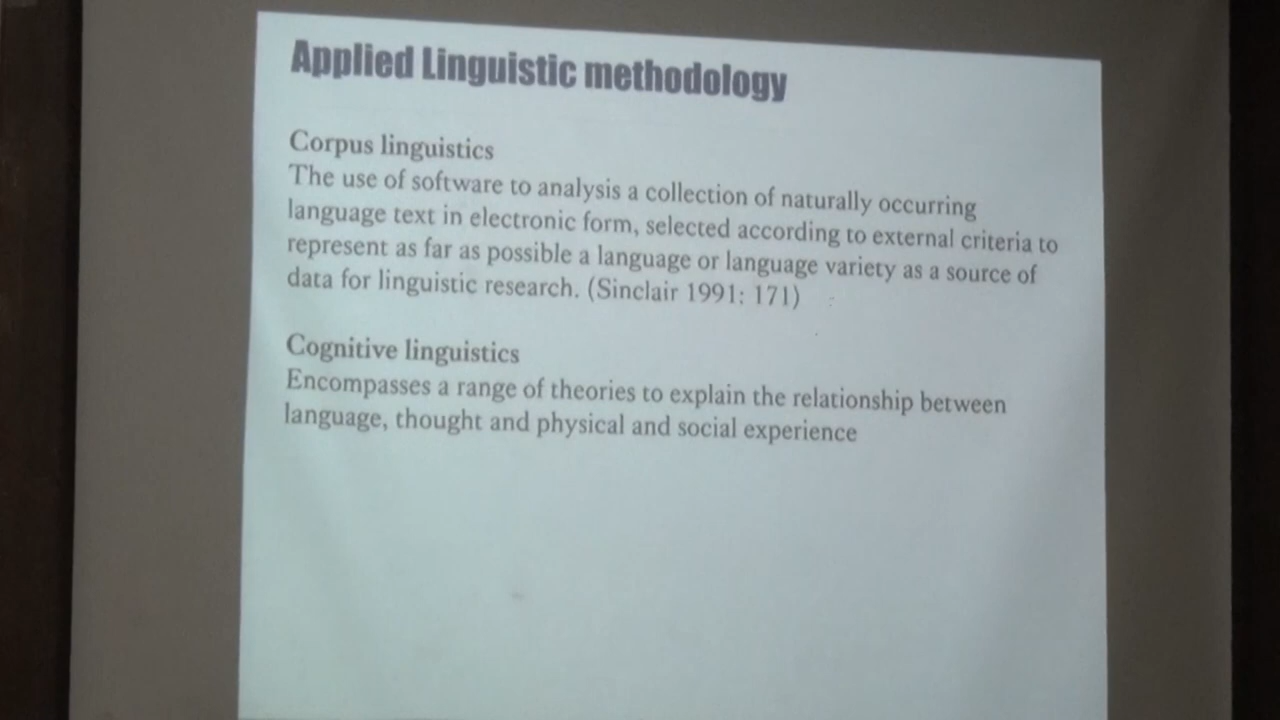 Applied Linguistic methodology
Corpus linguistics
The use of software to analysis a collection of naturally occurring
language text in electronic form, selected according to external criteria to
represent as far as possible a language or language variety as a source of
data for linguistic research. (Sinclair 1991: 171)
Cognitive linguistics
Encompasses a range of theories to explain the relationship between
language, thought and physical and social experience